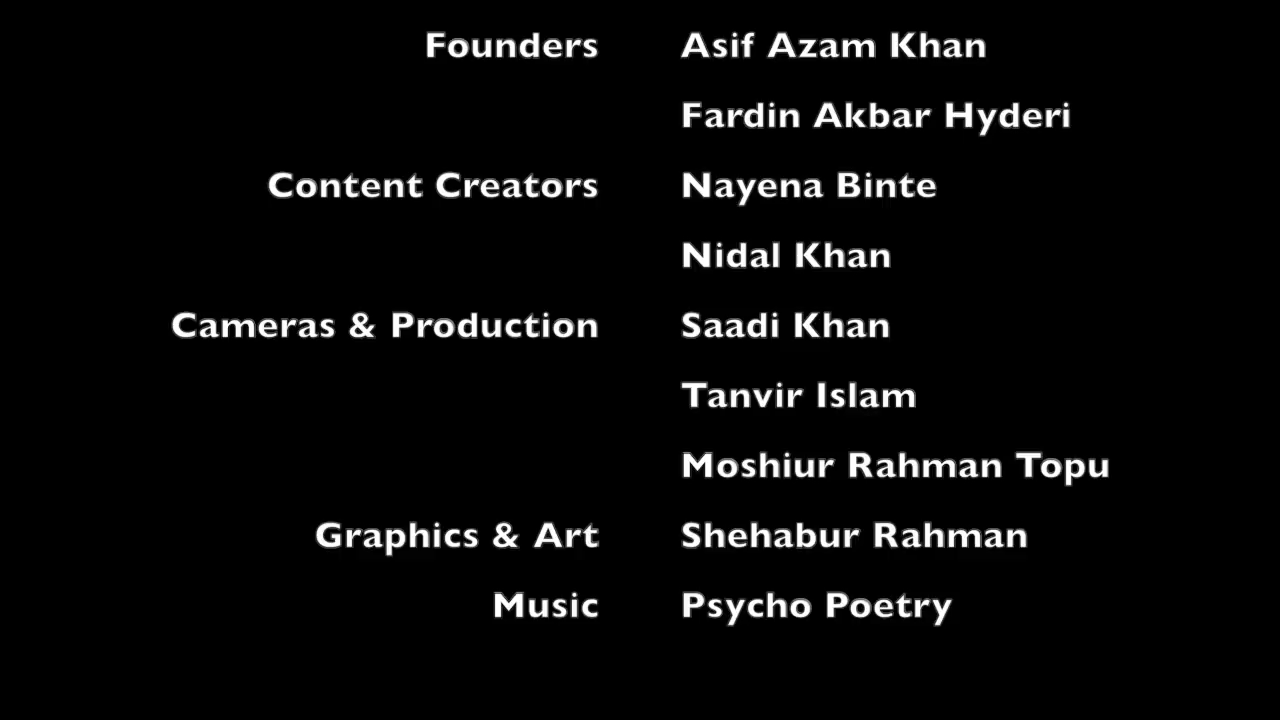 Founders Asif Azam Khan
Fardin Akbar Hyderi
Content Creators Nayena Binte
Nidal Khan
Cameras & Production Saadi Khan
Tanvir Islam
Moshiur Rahman Topu
Graphics & Art Shehabur Rahman
Music Psycho Poetry